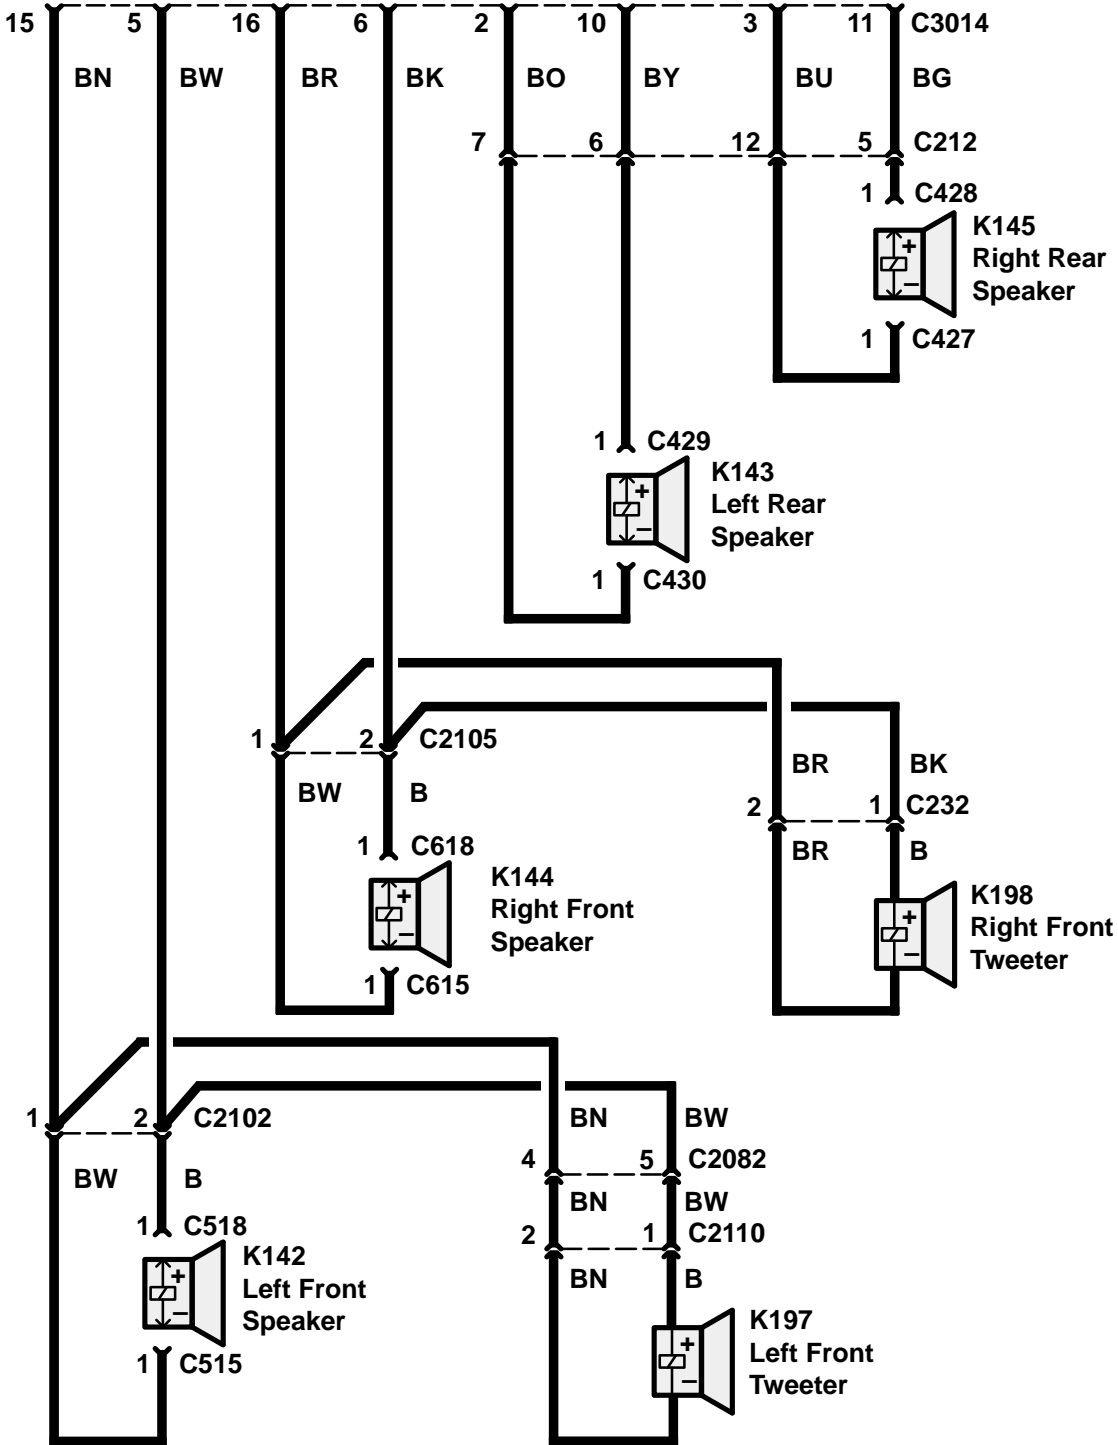 15 5 16 6 2 10 3 11 C3014
BN BW BR BK BO BY BU BG
7 6 12 5 C212
1 C428
K145
Right Rear
Speaker
1 C427
1 C429
K143
Left Rear
Speaker
1 C430
1 2 C2105
BR BK
BW B
2 1 C232
BR B
1 C618
K144
Right Front
Speaker
K198
Right Front
Tweeter
1 C615
1 2 C2102
BN BW
4 5 C2082
BW B
BN BW
1 C518
2 1 C2110
K142
Left Front
Speaker
BN B
K197
Left Front
Tweeter
1 C515